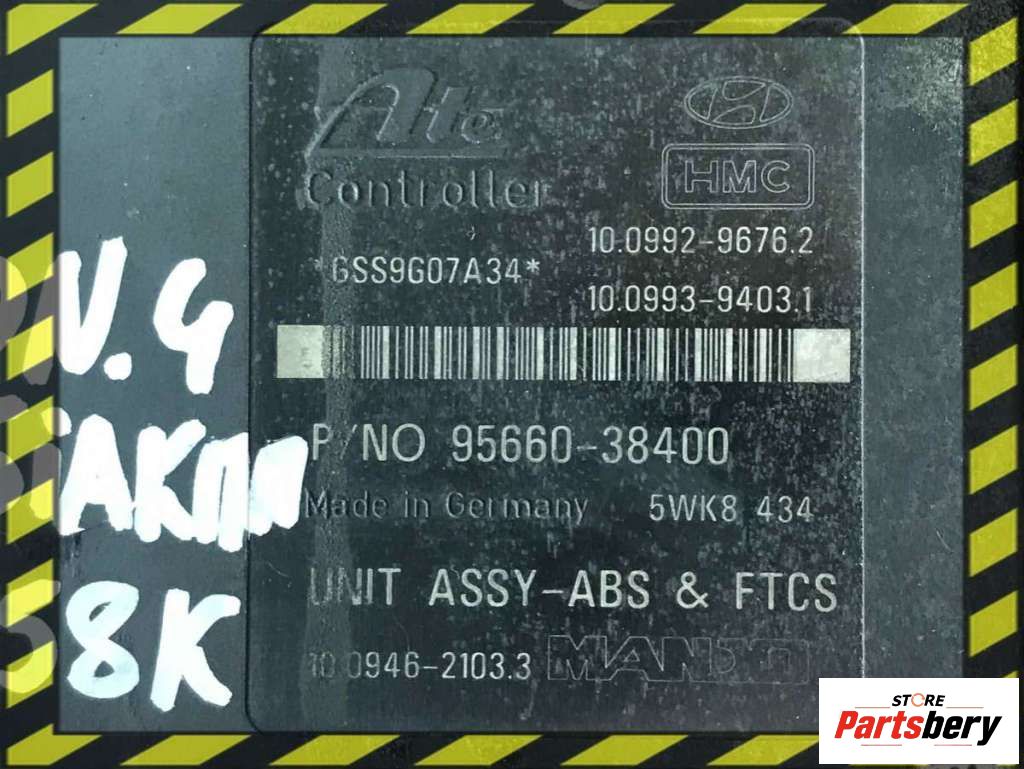 Ate
Controller
HMC
10.0992-9676.2
*GSS9G07A34*
10.0993-9403.1
P/NO 95660-38400
Made in Germany 5WK8 434
UNIT ASSY-ABS & FTCS
10.0946-2103.3 MANDO
V.4
8K
STORE
Partsbery